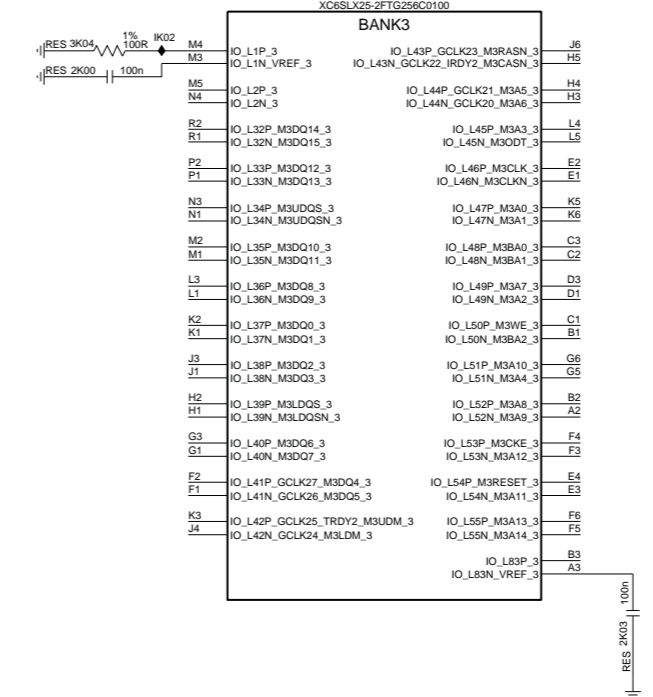 XC6SLX25-2FTG256C0100
BANK3
RES 3K04 1% 100R IK02 M4 IO_L1P_3
RES 2K00 100n M3 IO_L1N_VREF_3
M5 IO_L2P_3
N4 IO_L2N_3
R2 IO_L32P_M3DQ14_3
R1 IO_L32N_M3DQ15_3
P2 IO_L33P_M3DQ12_3
P1 IO_L33N_M3DQ13_3
N3 IO_L34P_M3UDQS_3
N1 IO_L34N_M3UDQSN_3
M2 IO_L35P_M3DQ10_3
M1 IO_L35N_M3DQ11_3
L3 IO_L36P_M3DQ8_3
L1 IO_L36N_M3DQ9_3
K2 IO_L37P_M3DQ0_3
K1 IO_L37N_M3DQ1_3
J3 IO_L38P_M3DQ2_3
J1 IO_L38N_M3DQ3_3
H2 IO_L39P_M3LDQS_3
H1 IO_L39N_M3LDQSN_3
G3 IO_L40P_M3DQ6_3
G1 IO_L40N_M3DQ7_3
F2 IO_L41P_GCLK27_M3DQ4_3
F1 IO_L41N_GCLK26_M3DQ5_3
K3 IO_L42P_GCLK25_TRDY2_M3UDM_3
J4 IO_L42N_GCLK24_M3LDM_3
IO_L43P_GCLK23_M3RASN_3 J6
IO_L43N_GCLK22_IRDY2_M3CASN_3 H5
IO_L44P_GCLK21_M3A5_3 H4
IO_L44N_GCLK20_M3A6_3 H3
IO_L45P_M3A3_3 L4
IO_L45N_M3ODT_3 L5
IO_L46P_M3CLK_3 E2
IO_L46N_M3CLKN_3 E1
IO_L47P_M3A0_3 K5
IO_L47N_M3A1_3 K6
IO_L48P_M3BA0_3 C3
IO_L48N_M3BA1_3 C2
IO_L49P_M3A7_3 D3
IO_L49N_M3A2_3 D1
IO_L50P_M3WE_3 C1
IO_L50N_M3BA2_3 B1
IO_L51P_M3A10_3 G6
IO_L51N_M3A4_3 G5
IO_L52P_M3A8_3 B2
IO_L52N_M3A9_3 A2
IO_L53P_M3CKE_3 F4
IO_L53N_M3A12_3 F3
IO_L54P_M3RESET_3 E4
IO_L54N_M3A11_3 E3
IO_L55P_M3A13_3 F6
IO_L55N_M3A14_3 F5
IO_L83P_3 B3
IO_L83N_VREF_3 A3
RES 2K03 100n